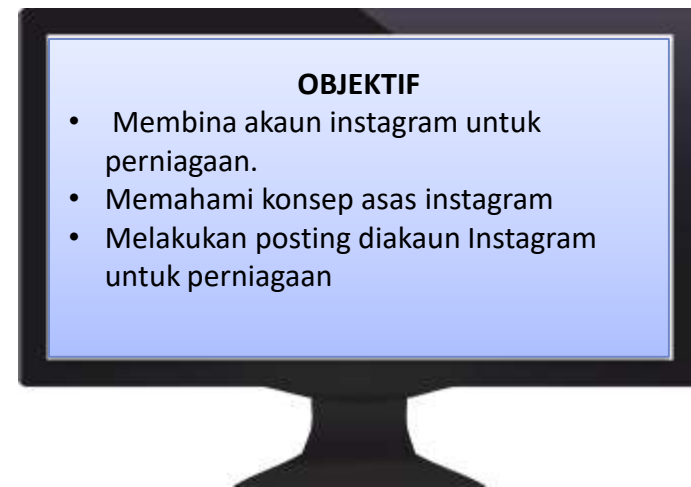 OBJEKTIF
• Membina akaun instagram untuk
perniagaan.
• Memahami konsep asas instagram
• Melakukan posting diakaun Instagram
untuk perniagaan